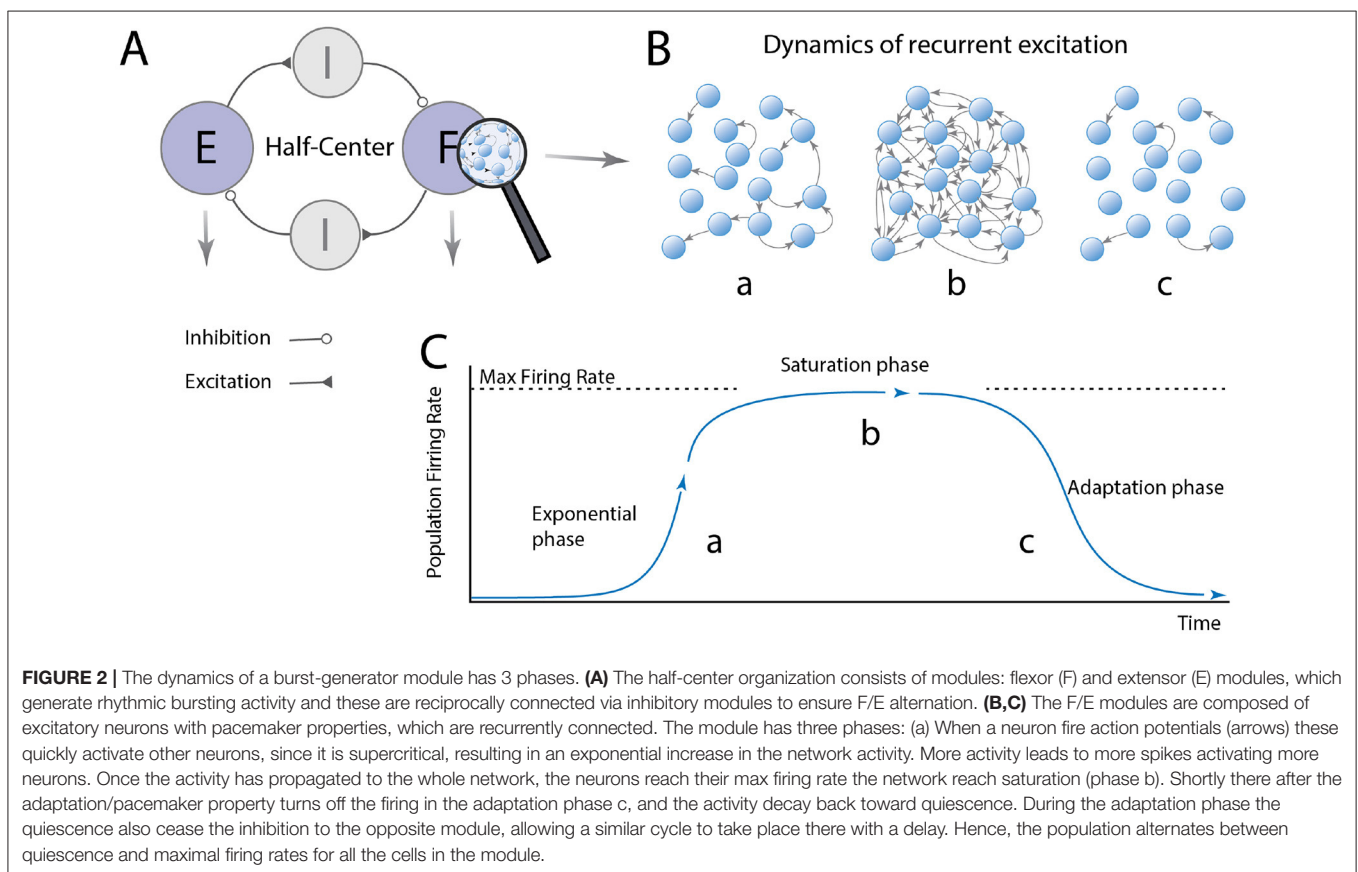 A
I
E
Half-Center
F
I
Inhibition
Excitation
B
Dynamics of recurrent excitation
a
b
c
C
Max Firing Rate
Saturation phase
b
Population Firring Rate
Exponential
phase
a
c
Adaptation phase
Time
FIGURE 2 | The dynamics of a burst-generator module has 3 phases. (A) The half-center organization consists of modules: flexor (F) and extensor (E) modules, which
generate rhythmic bursting activity and these are reciprocally connected via inhibitory modules to ensure F/E alternation. (B,C) The F/E modules are composed of
excitatory neurons with pacemaker properties, which are recurrently connected. The module has three phases: (a) When a neuron fire action potentials (arrows) these
quickly activate other neurons, since it is supercritical, resulting in an exponential increase in the network activity. More activity leads to more spikes activating more
neurons. Once the activity has propagated to the whole network, the neurons reach their max firing rate the network reach saturation (phase b). Shortly there after the
adaptation/pacemaker property turns off the firing in the adaptation phase c, and the activity decay back toward quiescence. During the adaptation phase the
quiescence also cease the inhibition to the opposite module, allowing a similar cycle to take place there with a delay. Hence, the population alternates between
quiescence and maximal firing rates for all the cells in the module.